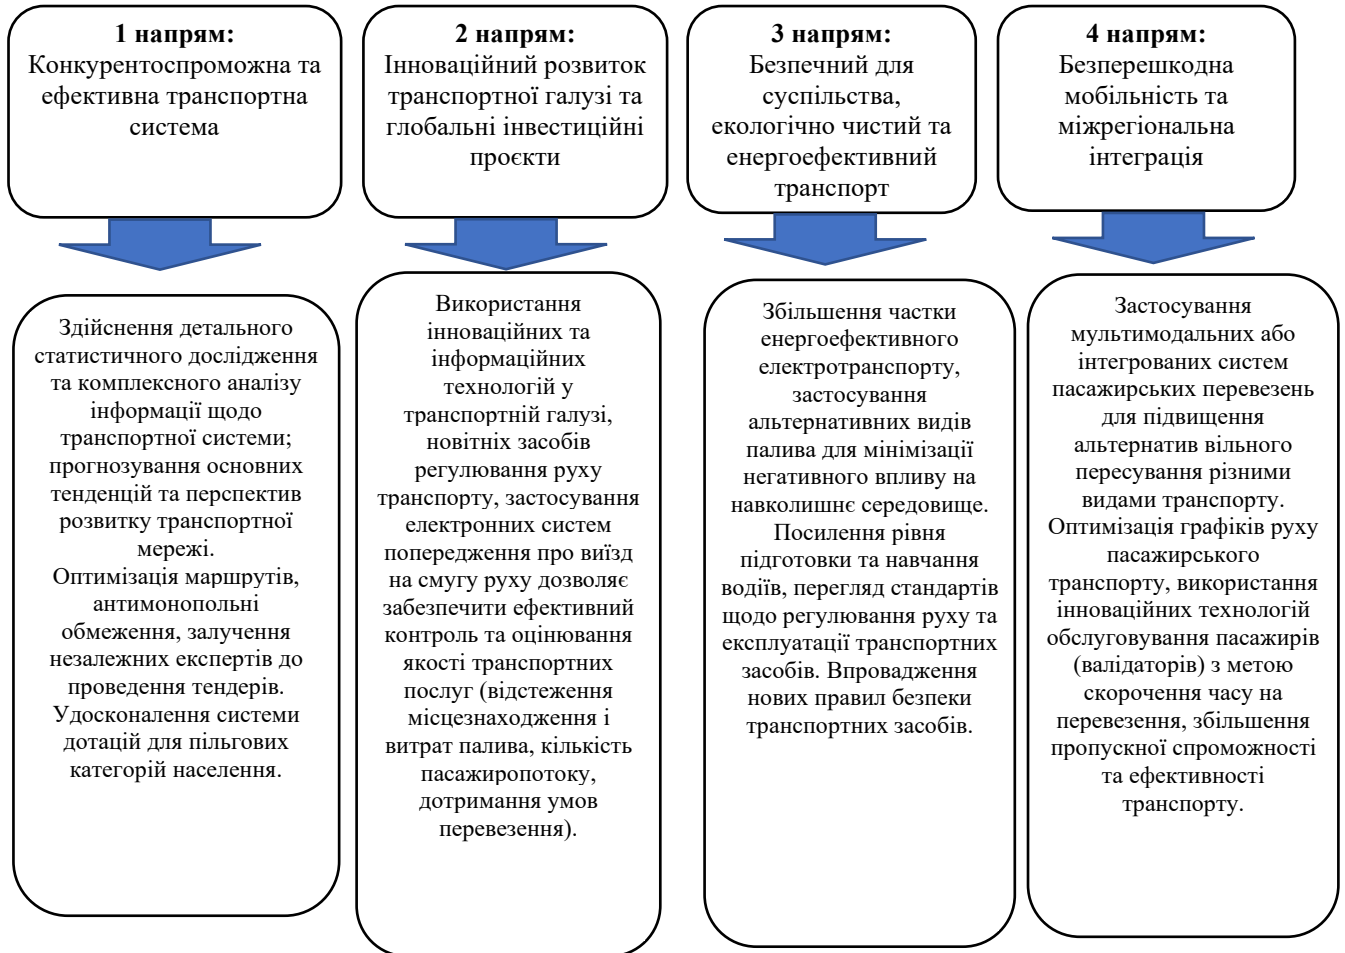 1 напрям:
Конкурентоспроможна та
ефективна транспортна
система
2 напрям:
Інноваційний розвиток
транспортної галузі та
глобальні інвестиційні
проєкти
3 напрям:
Безпечний для
суспільства,
екологічно чистий та
енергоефективний
транспорт
4 напрям:
Безперешкодна
мобільність та
міжрегіональна
інтеграція
Здійснення детального
статистичного дослідження
та комплексного аналізу
інформації щодо
транспортної системи;
прогнозування основних
тенденцій та перспектив
розвитку транспортної
мережі.
Оптимізація маршрутів,
антимонопольні
обмеження, залучення
незалежних експертів до
проведення тендерів.
Удосконалення системи
дотацій для пільгових
категорій населення.
Використання
інноваційних та
інформаційних
технологій у
транспортній галузі,
новітніх засобів
регулювання руху
транспорту, застосування
електронних систем
попередження про виїзд
на смугу руху дозволяє
забезпечити ефективний
контроль та оцінювання
якості транспортних
послуг (відстеження
місцезнаходження і
витрат палива, кількість
пасажиропотоку,
дотримання умов
перевезення).
Збільшення частки
енергоефективного
електротранспорту,
застосування
альтернативних видів
палива для мінімізації
негативного впливу на
навколишнє середовище.
Посилення рівня
підготовки та навчання
водіїв, перегляд стандартів
щодо регулювання руху та
експлуатації транспортних
засобів. Впровадження
нових правил безпеки
транспортних засобів.
Застосування
мультимодальних або
інтегрованих систем
пасажирських перевезень
для підвищення
альтернатив вільного
пересування різними
видами транспорту.
Оптимізація графіків руху
пасажирського
транспорту, використання
інноваційних технологій
обслуговування пасажирів
(валідаторів) з метою
скорочення часу на
перевезення, збільшення
пропускної спроможності
та ефективності
транспорту.